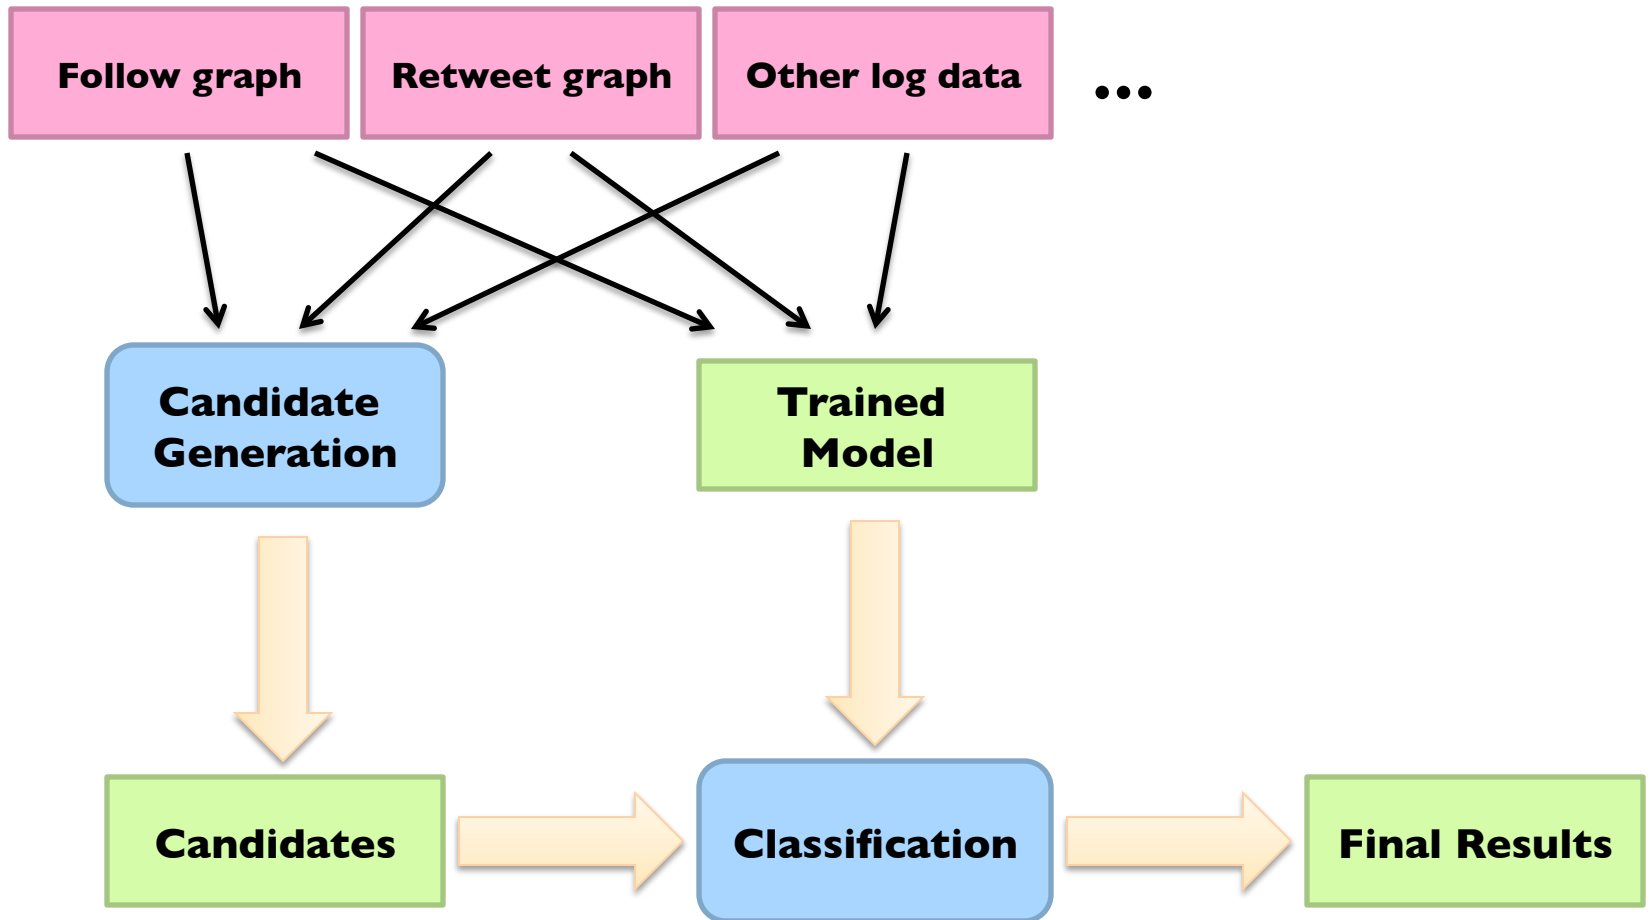 Follow graph
Retweet graph
Other log data
...
Candidate
Generation
Trained
Model
Candidates
Classification
Final Results